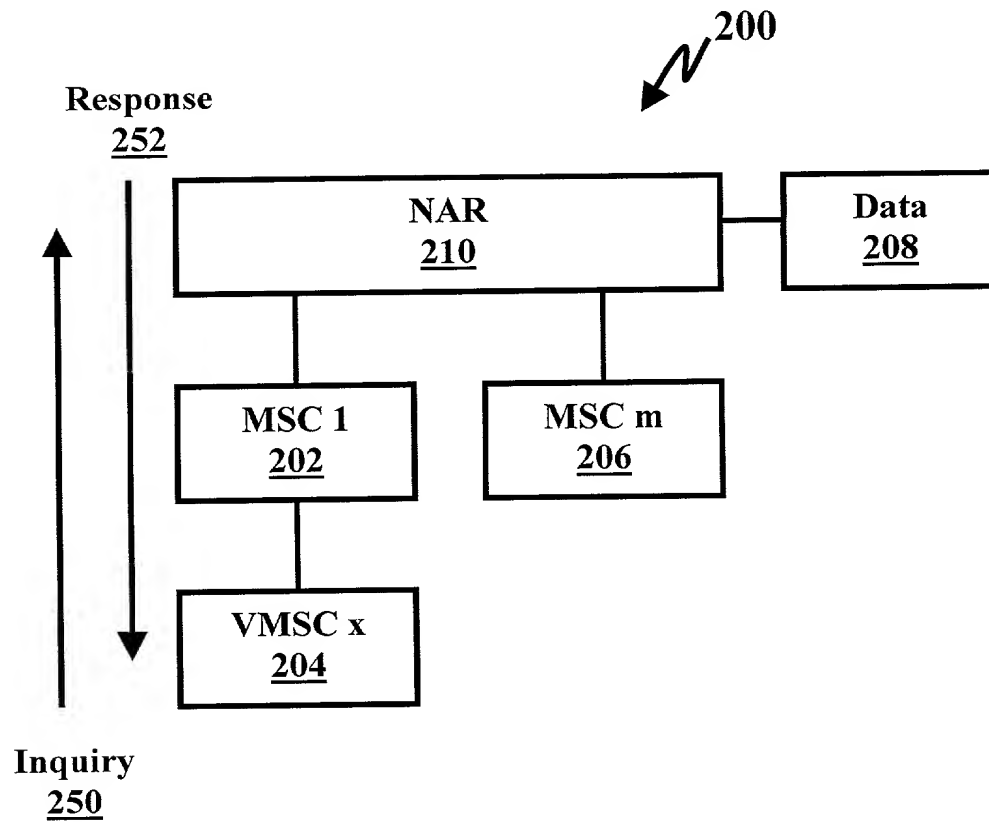 200
Response
252
NAR
210
Data
208
MSC 1
202
MSC m
206
VMSC x
204
Inquiry
250